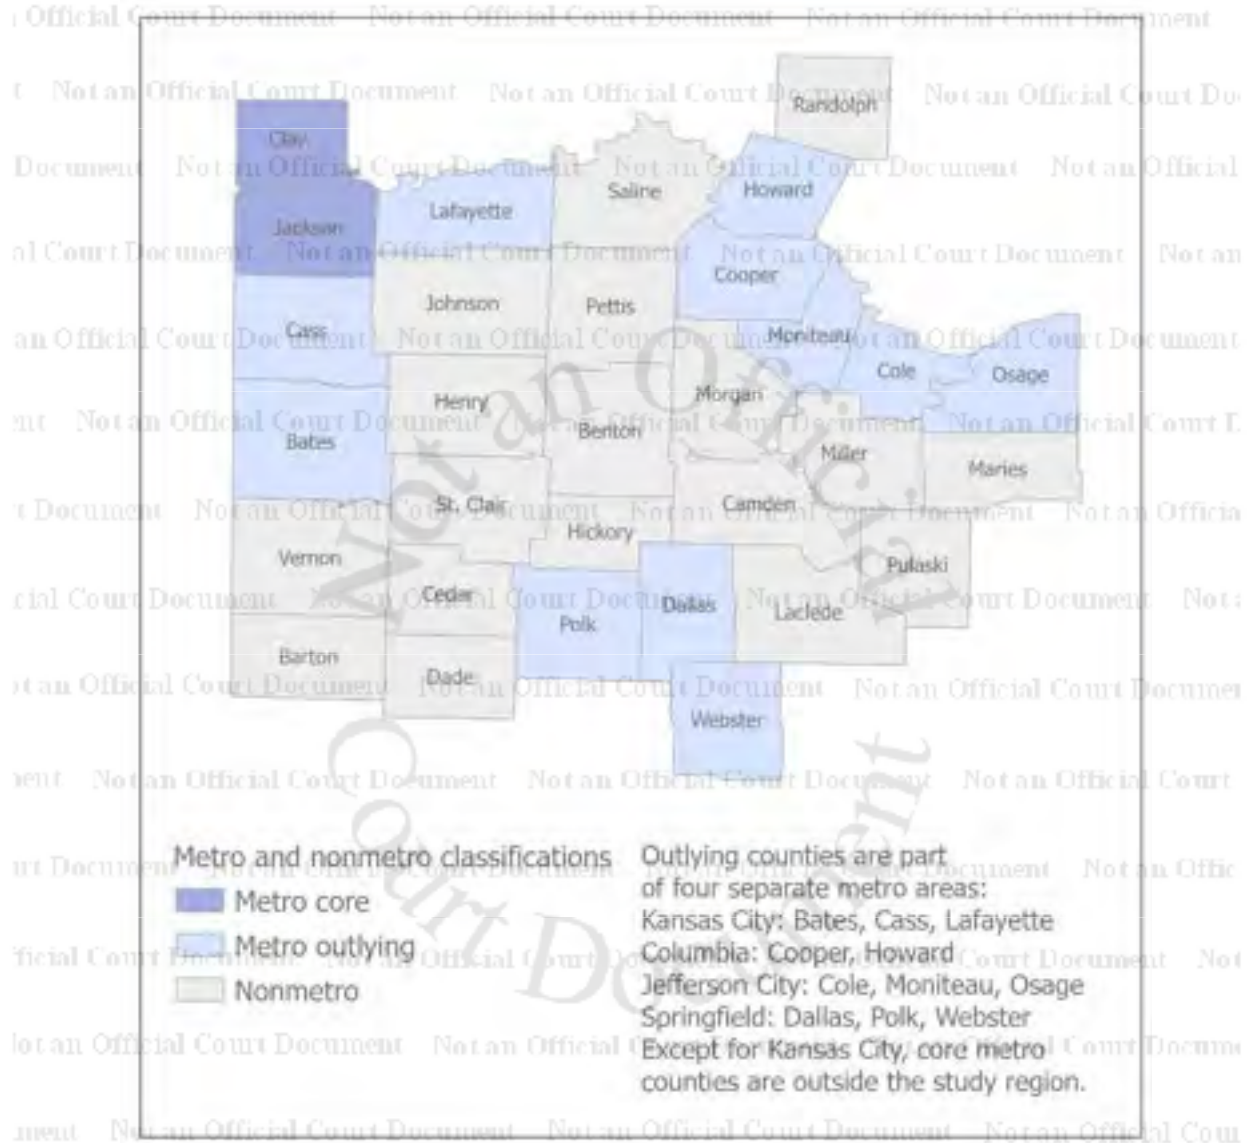 Randolph
Clay
Saline
Howard
Lafayette
Jackson
Cooper
Johnson
Pettis
Cass
Moniteau
Cole
Osage
Morgan
Henry
Benton
Bates
Miller
Maries
St. Clair
Camden
Hickory
Vernon
Pulaski
Cedar
Dallas
Laclede
Polk
Barton
Dade
Webster
Metro and nonmetro classifications
Metro core
Metro outlying
Nonmetro
Outlying counties are part
of four separate metro areas:
Kansas City: Bates, Cass, Lafayette
Columbia: Cooper, Howard
Jefferson City: Cole, Moniteau, Osage
Springfield: Dallas, Polk, Webster
Except for Kansas City, core metro
counties are outside the study region.
Not an Official Court Document